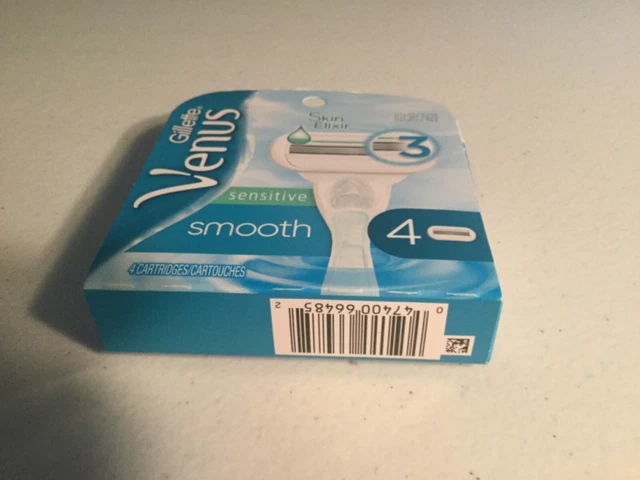 Gillette
Venus
Skin
Elixir
3
sensitive
smooth
4
4 CARTRIDGES/CARTOUCHES
0 47400 66485 2